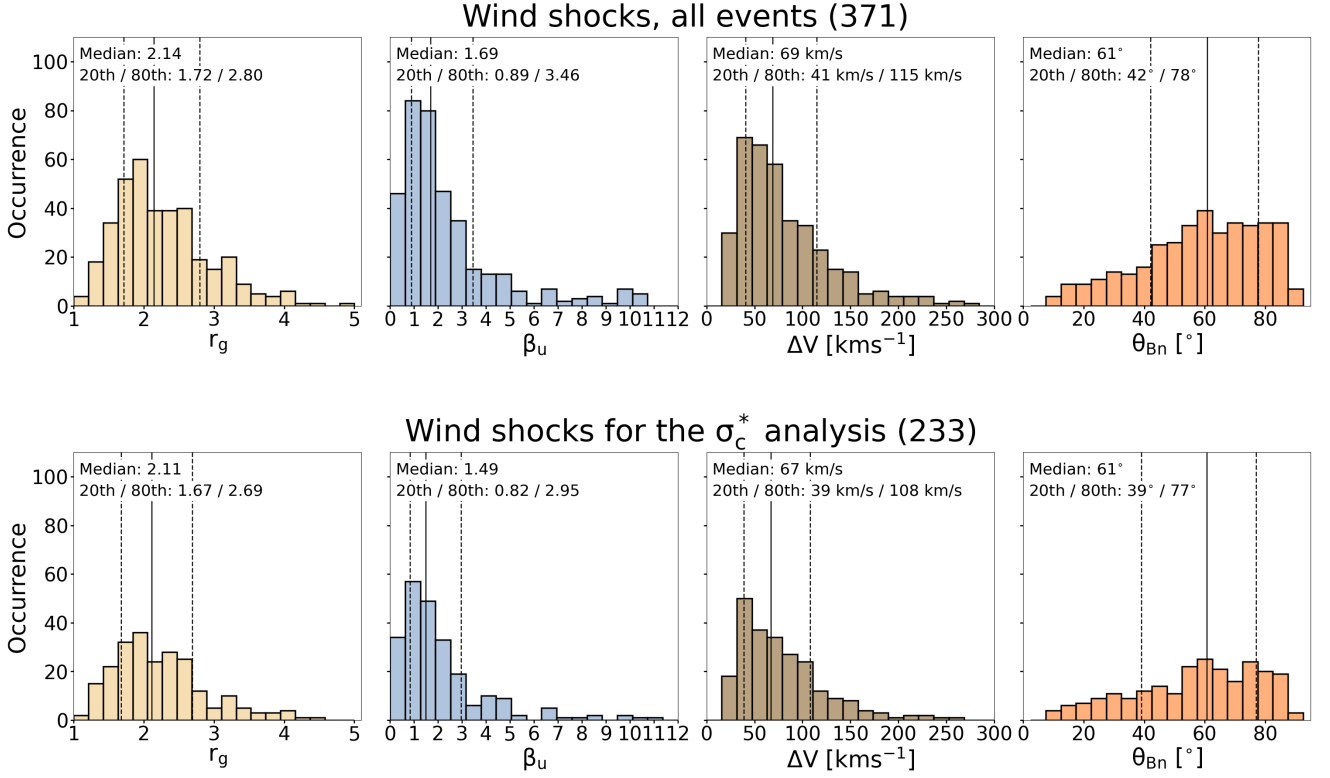 Wind shocks, all events (371)
Occurrence
100
80
60
40
20
0
Median: 2.14
20th / 80th: 1.72 / 2.80
1 2 3 4 5
r_g
Median: 1.69
20th / 80th: 0.89 / 3.46
0 1 2 3 4 5 6 7 8 9 10 11 12
β_u
Median: 69 km/s
20th / 80th: 41 km/s / 115 km/s
0 50 100 150 200 250 300
ΔV [kms⁻¹]
Median: 61°
20th / 80th: 42° / 78°
0 20 40 60 80
θ_Bn [°]
Wind shocks for the σ_c^* analysis (233)
Occurrence
100
80
60
40
20
0
Median: 2.11
20th / 80th: 1.67 / 2.69
1 2 3 4 5
r_g
Median: 1.49
20th / 80th: 0.82 / 2.95
0 1 2 3 4 5 6 7 8 9 10 11 12
β_u
Median: 67 km/s
20th / 80th: 39 km/s / 108 km/s
0 50 100 150 200 250 300
ΔV [kms⁻¹]
Median: 61°
20th / 80th: 39° / 77°
0 20 40 60 80
θ_Bn [°]